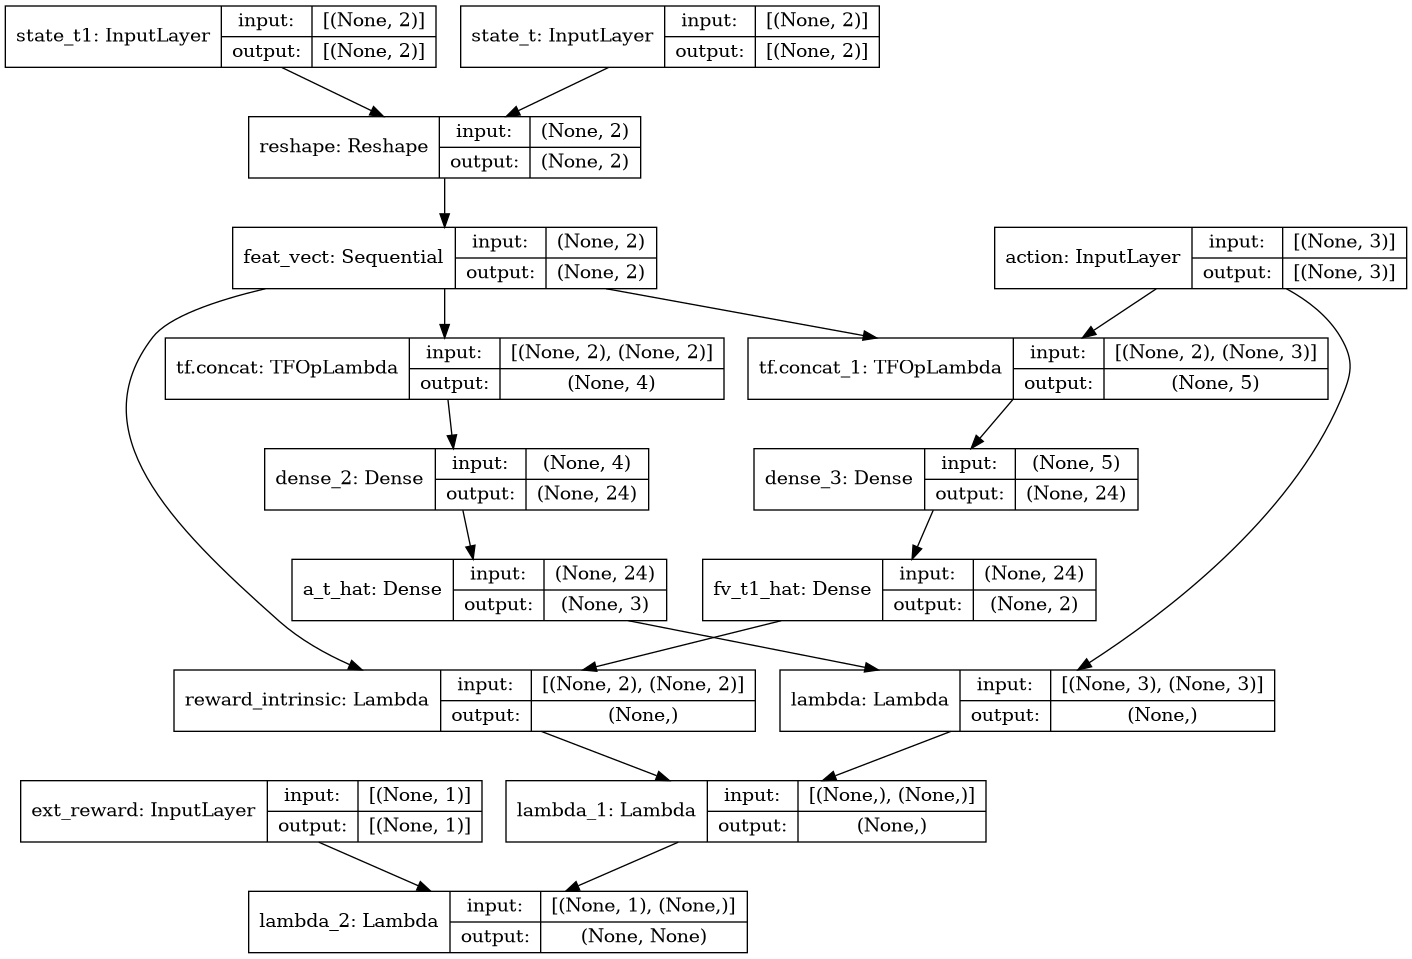 state_t1: InputLayer input: [(None, 2)]
output: [(None, 2)]
state_t: InputLayer input: [(None, 2)]
output: [(None, 2)]
reshape: Reshape input: (None, 2)
output: (None, 2)
feat_vect: Sequential input: (None, 2)
output: (None, 2)
action: InputLayer input: [(None, 3)]
output: [(None, 3)]
tf.concat: TFOpLambda input: [(None, 2), (None, 2)]
output: (None, 4)
tf.concat_1: TFOpLambda input: [(None, 2), (None, 3)]
output: (None, 5)
dense_2: Dense input: (None, 4)
output: (None, 24)
dense_3: Dense input: (None, 5)
output: (None, 24)
a_t_hat: Dense input: (None, 24)
output: (None, 3)
fv_t1_hat: Dense input: (None, 24)
output: (None, 2)
reward_intrinsic: Lambda input: [(None, 2), (None, 2)]
output: (None,)
lambda: Lambda input: [(None, 3), (None, 3)]
output: (None,)
ext_reward: InputLayer input: [(None, 1)]
output: [(None, 1)]
lambda_1: Lambda input: [(None,), (None,)]
output: (None,)
lambda_2: Lambda input: [(None, 1), (None,)]
output: (None, None)